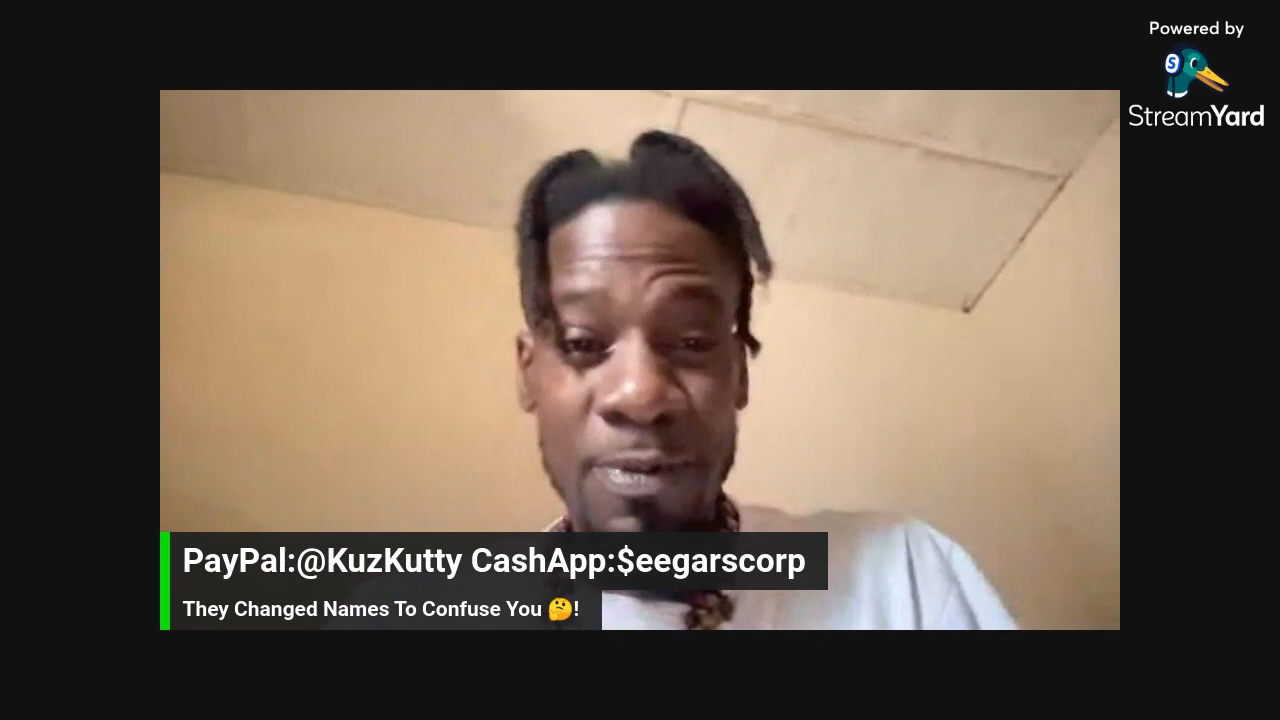 Powered by
S
StreamYard
PayPal:@KuzKutty CashApp:$eegarscorp
They Changed Names To Confuse You 🤔!